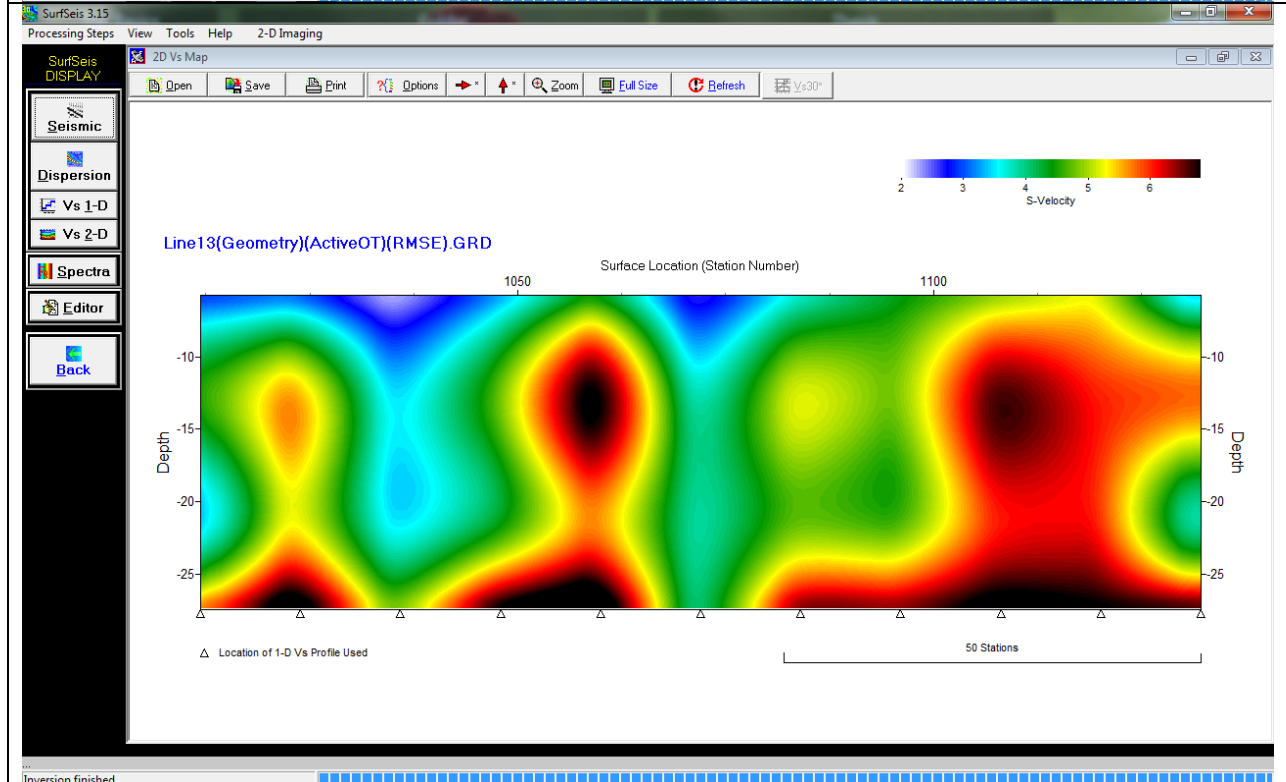 SurfSeis 3.15
Processing Steps View Tools Help 2-D Imaging
SurfSeis
DISPLAY
2D Vs Map
Open Save Print ?{} Options Zoom Full Size Refresh Vs30"
Seismic
Dispersion
Vs 1-D
Vs 2-D
Spectra
Editor
Back
2 3 4 5 6
S-Velocity
Line13(Geometry)(ActiveOT)(RMSE).GRD
Surface Location (Station Number)
1050 1100
-10 -10
-15 -15
Depth Depth
-20 -20
-25 -25
Location of 1-D Vs Profile Used
50 Stations
...
Inversion finished